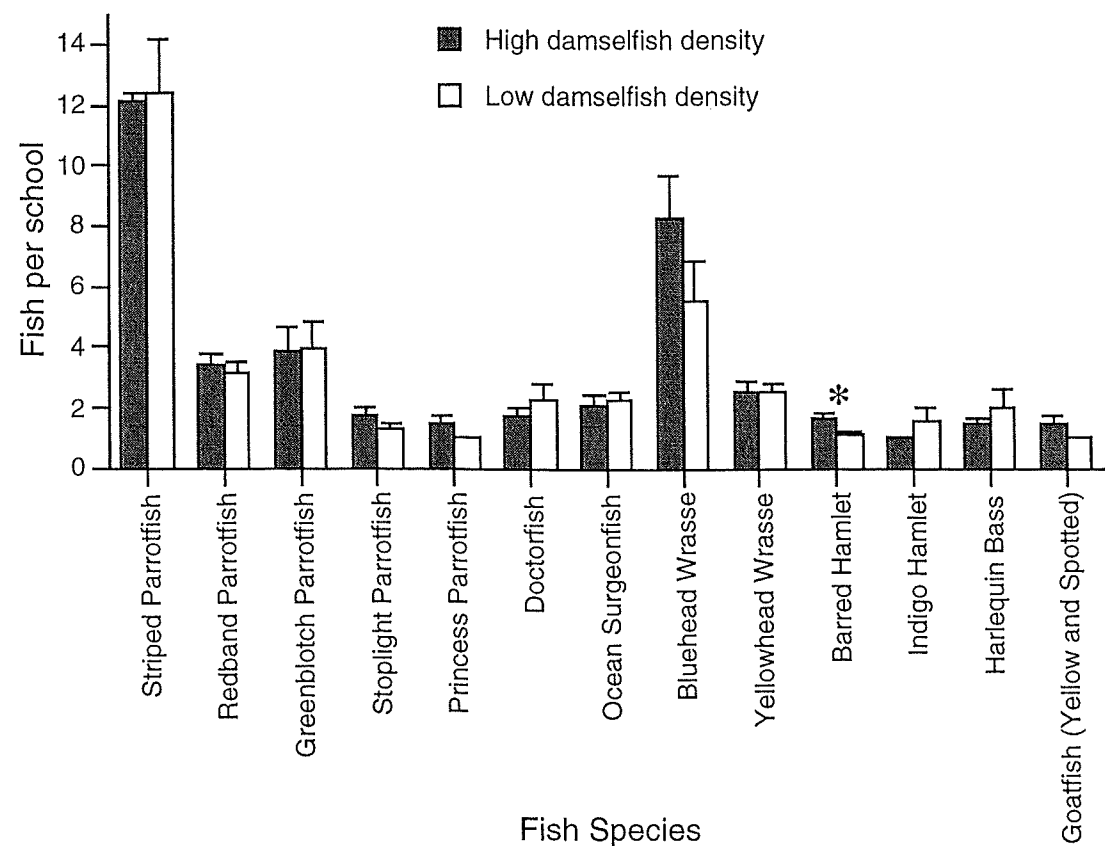 High damselfish density
Low damselfish density
Fish per school
14
12
10
8
6
4
2
0
*
Striped Parrotfish
Redband Parrotfish
Greenblotch Parrotfish
Stoplight Parrotfish
Princess Parrotfish
Doctorfish
Ocean Surgeonfish
Bluehead Wrasse
Yellowhead Wrasse
Barred Hamlet
Indigo Hamlet
Harlequin Bass
Goatfish (Yellow and Spotted)
Fish Species